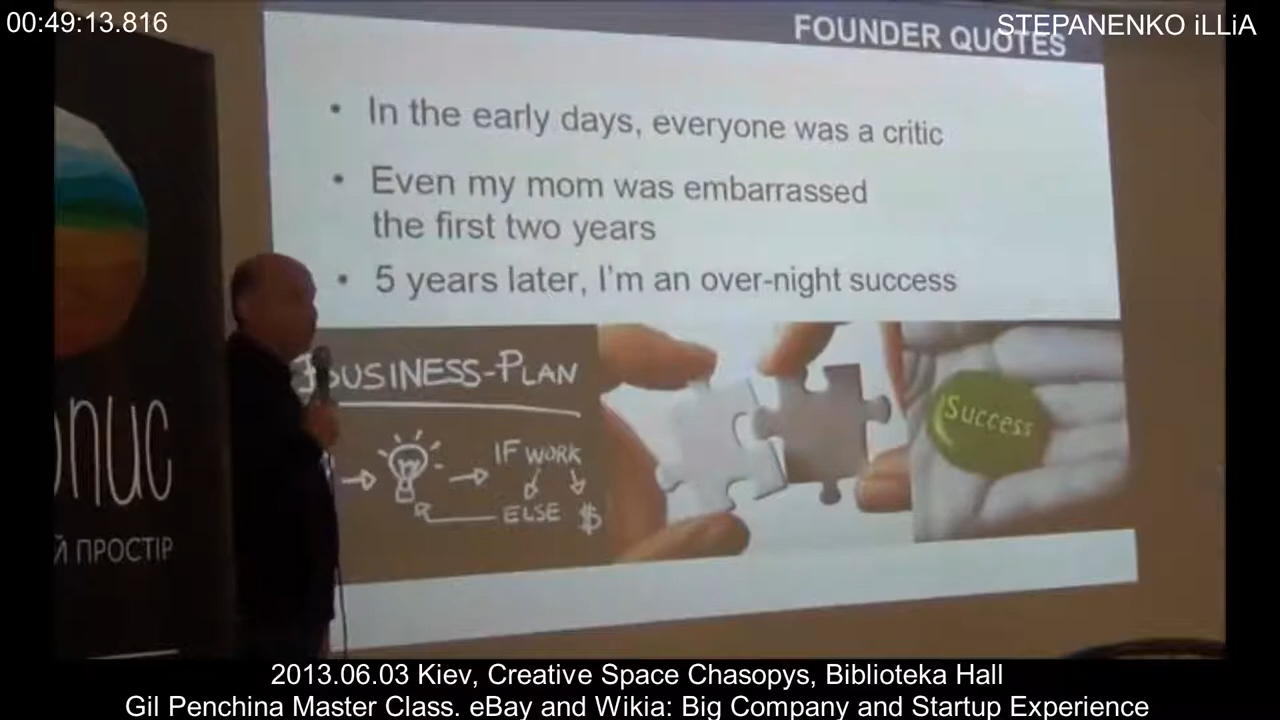 00:49:13.816
STEPANENKO iLLiA
FOUNDER QUOTES
• In the early days, everyone was a critic
• Even my mom was embarrassed
the first two years
• 5 years later, I'm an over-night success
BUSINESS-PLAN
IF WORK
ELSE $
Success
ПРОСТІР
2013.06.03 Kiev, Creative Space Chasopys, Biblioteka Hall
Gil Penchina Master Class. eBay and Wikia: Big Company and Startup Experience